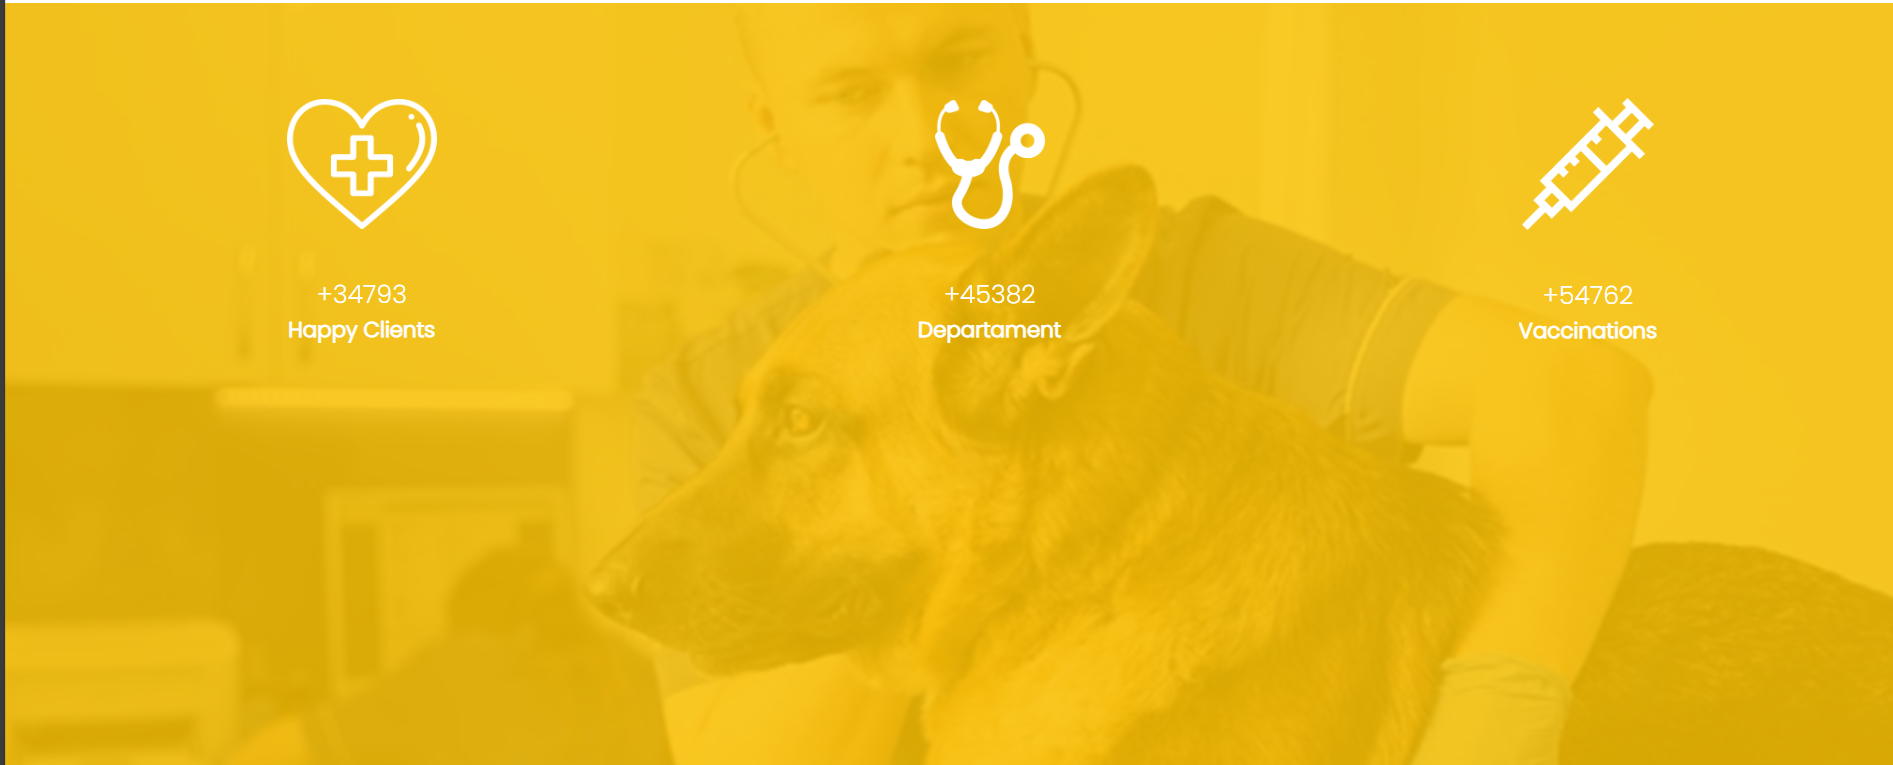 +34793
Happy Clients
+45382
Departament
+54762
Vaccinations